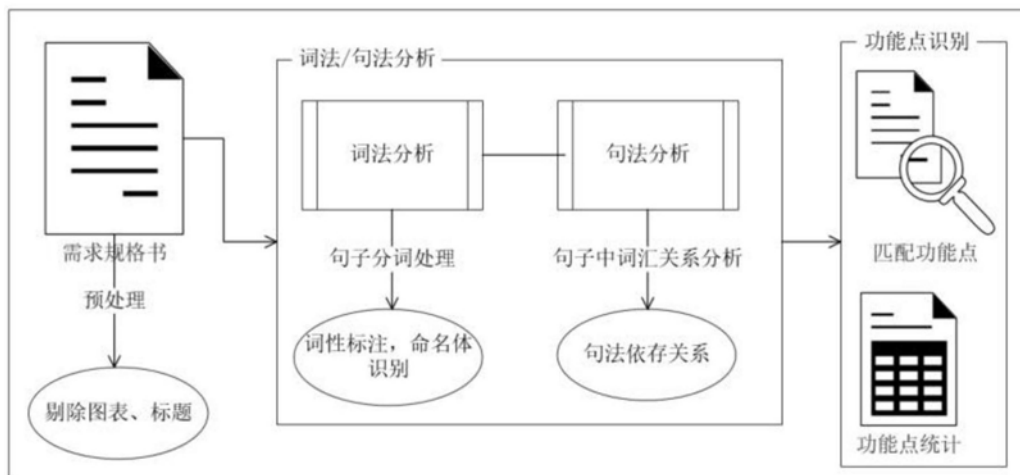 需求规格书
预处理
剔除图表、标题
词法/句法分析
词法分析
句法分析
句子分词处理
句子中词汇关系分析
词性标注，命名体
识别
句法依存关系
功能点识别
匹配功能点
功能点统计